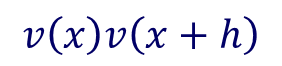 v(x)v(x + h)